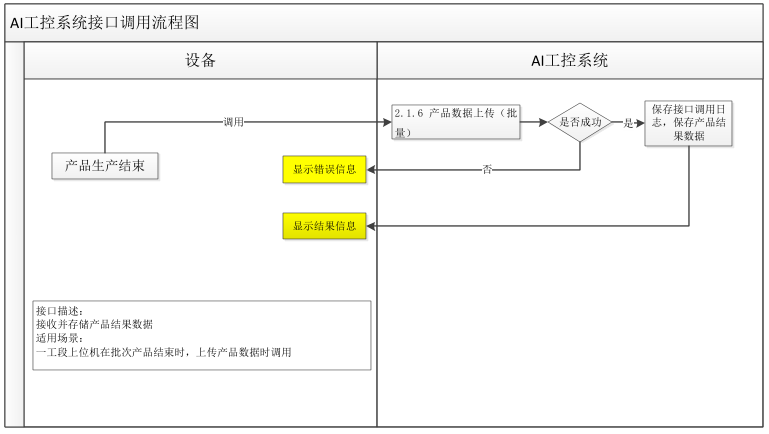 AI工控系统接口调用流程图
设备
AI工控系统
调用
2.1.6 产品数据上传（批
量）
是否成功
是
保存接口调用日
志，保存产品结
果数据
产品生产结束
显示错误信息
否
显示结果信息
接口描述：
接收并存储产品结果数据
适用场景：
一工段上位机在批次产品结束时，上传产品数据时调用